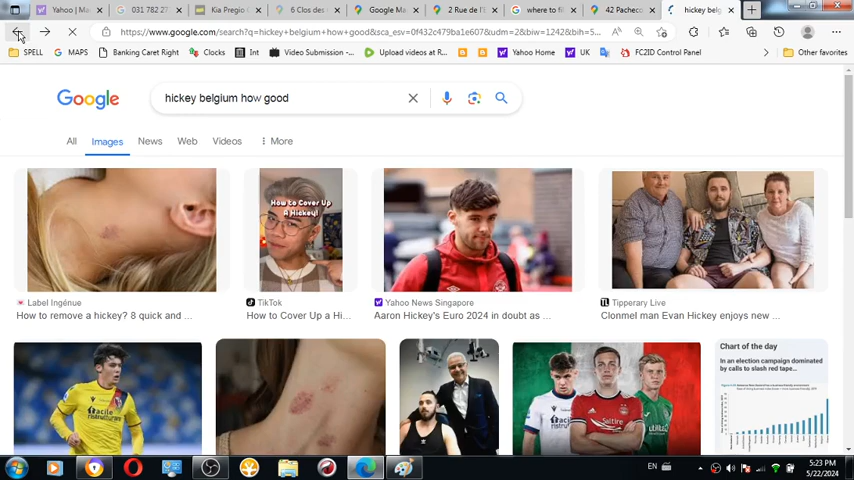 Yahoo | Ma
031 782 27
Kia Pregio
6 Clos des
Google Ma
2 Rue de l'E
where to fi
42 Pacheco
hickey bel
https://www.google.com/search?q=hickey+belgium+how+good&sca_esv=0f432c479ba1e607&udm=2&biw=1242&bih=5...
SPELL
MAPS
Banking Caret Right
Clocks
Int
Video Submission -...
Upload videos at R...
Yahoo Home
UK
FC2ID Control Panel
Other favorites
Google
hickey belgium how good
All
Images
News
Web
Videos
More
How to Cover Up
A Hickey!
Label Ingénue
How to remove a hickey? 8 quick and ...
TikTok
How to Cover Up a Hi...
Yahoo News Singapore
Aaron Hickey's Euro 2024 in doubt as ...
Tipperary Live
Clonmel man Evan Hickey enjoys new ...
Chart of the day
In an election campaign dominated
by calls to slash red tape...
Saltire
EN
5:23 PM
5/22/2024